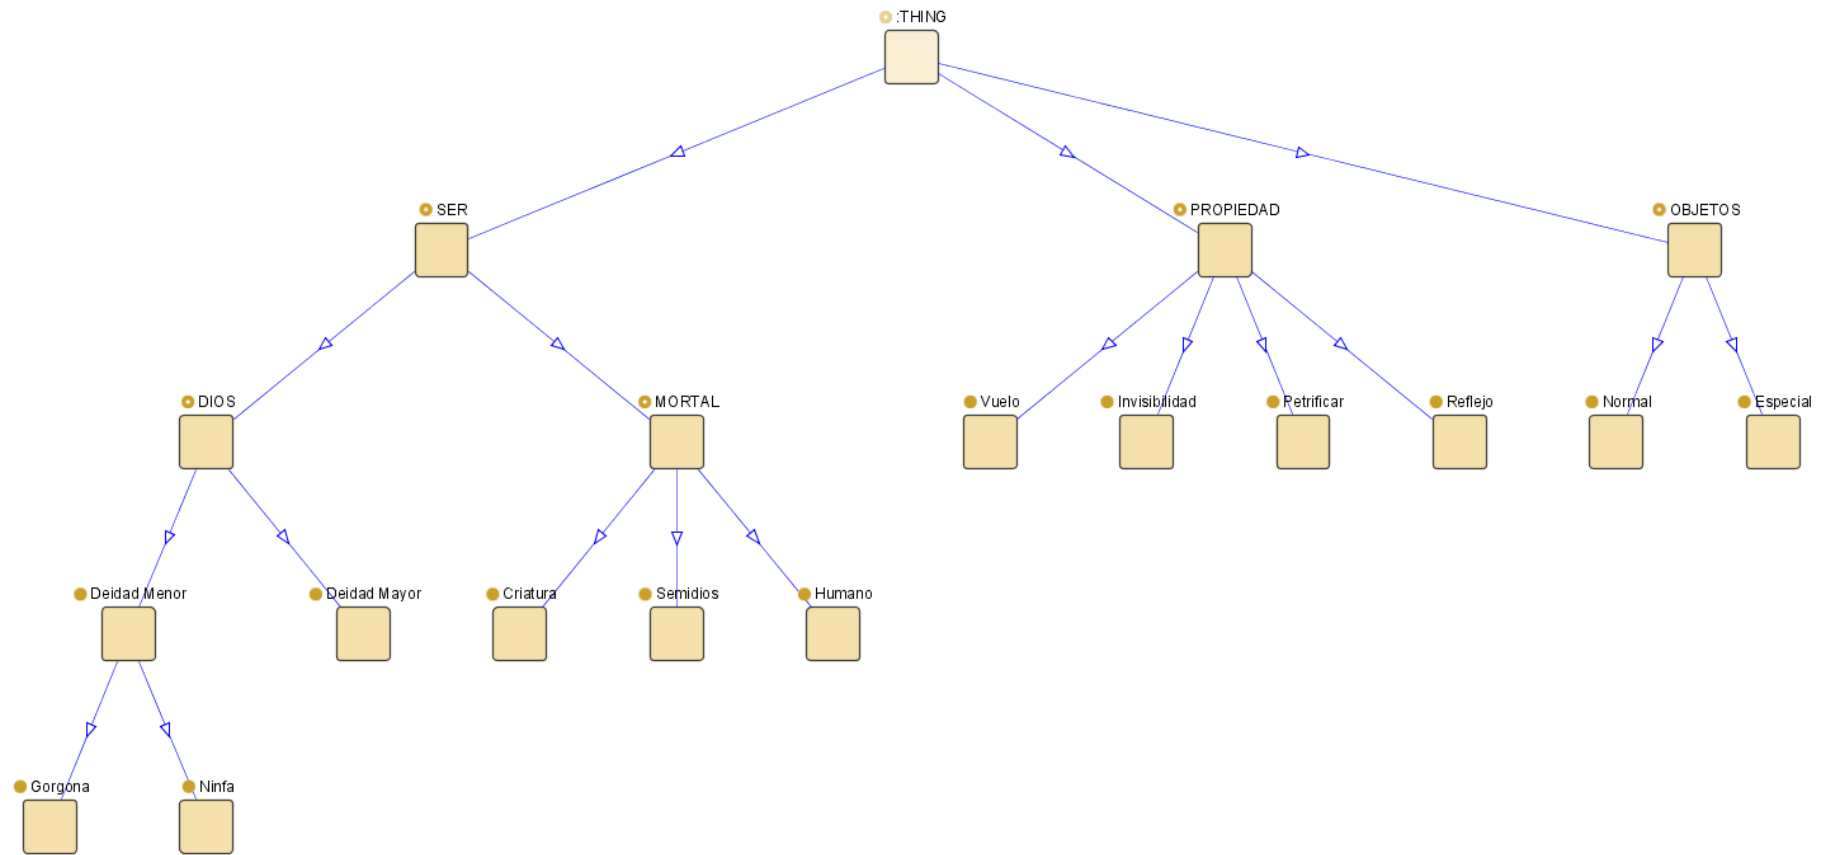 :THING
SER
PROPIEDAD
OBJETOS
DIOS
MORTAL
Vuelo
Invisibilidad
Petrificar
Reflejo
Normal
Especial
Deidad Menor
Deidad Mayor
Criatura
Semidios
Humano
Gorgona
Ninfa